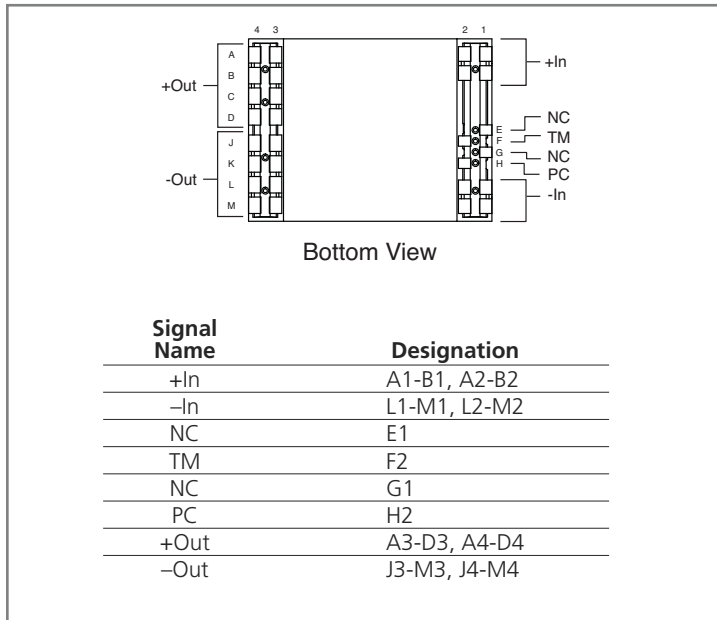 4 3
2 1
A
B
C
D
J
K
L
M
+Out
-Out
+In
E
F
G
H
NC
TM
NC
PC
-In
Bottom View
Signal
Name Designation
+In A1-B1, A2-B2
–In L1-M1, L2-M2
NC E1
TM F2
NC G1
PC H2
+Out A3-D3, A4-D4
–Out J3-M3, J4-M4